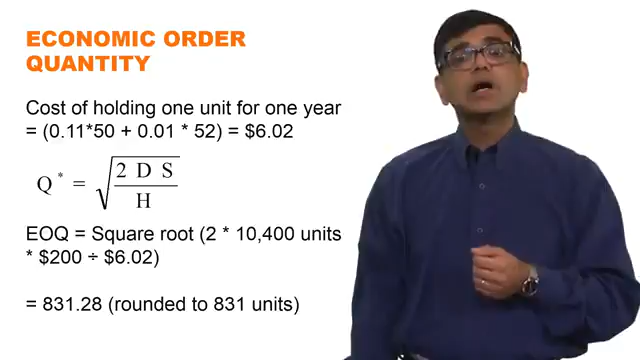 ECONOMIC ORDER
QUANTITY
Cost of holding one unit for one year
= (0.11*50 + 0.01 * 52) = $6.02
Q* = √(2 D S / H)
EOQ = Square root (2 * 10,400 units
* $200 ÷ $6.02)
= 831.28 (rounded to 831 units)